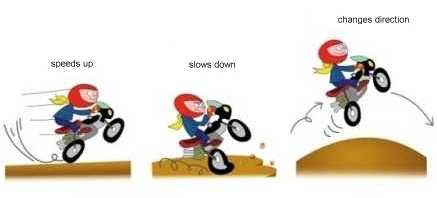 speeds up
slows down
changes direction